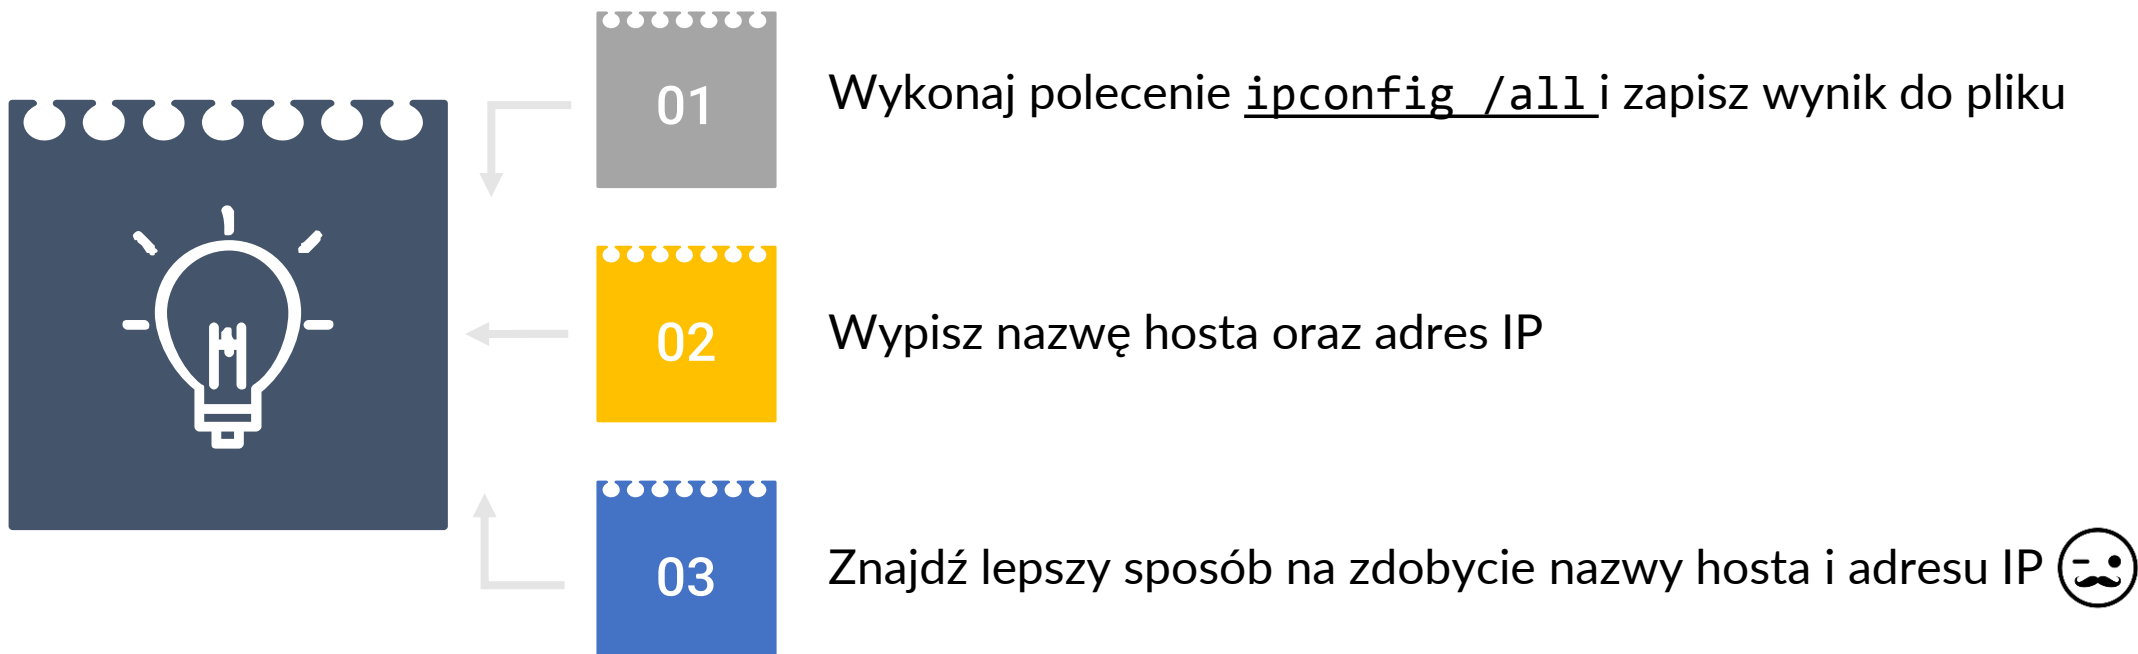 01
Wykonaj polecenie ipconfig /all i zapisz wynik do pliku
02
Wypisz nazwę hosta oraz adres IP
03
Znajdź lepszy sposób na zdobycie nazwy hosta i adresu IP